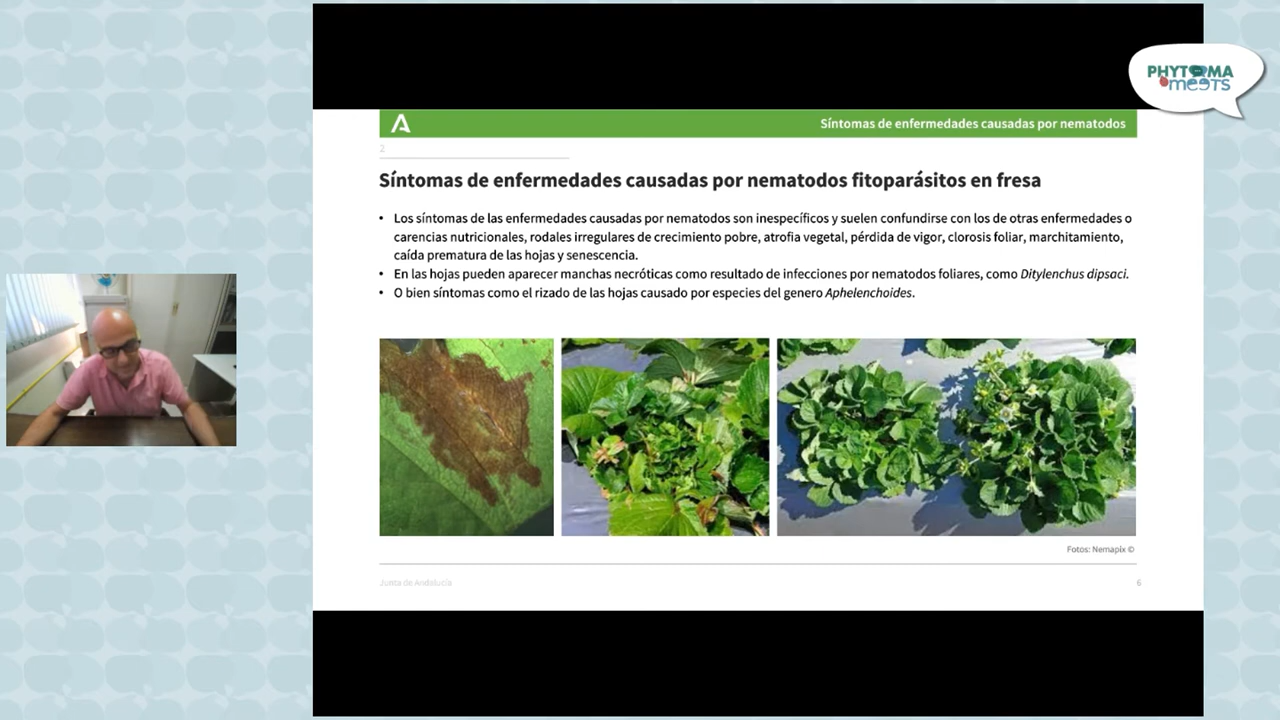 PHYTOMA
meets
Síntomas de enfermedades causadas por nematodos
2
Síntomas de enfermedades causadas por nematodos fitoparásitos en fresa
• Los síntomas de las enfermedades causadas por nematodos son inespecíficos y suelen confundirse con los de otras enfermedades o
carencias nutricionales, rodales irregulares de crecimiento pobre, atrofia vegetal, pérdida de vigor, clorosis foliar, marchitamiento,
caída prematura de las hojas y senescencia.
• En las hojas pueden aparecer manchas necróticas como resultado de infecciones por nematodos foliares, como Ditylenchus dipsaci.
• O bien síntomas como el rizado de las hojas causado por especies del genero Aphelenchoides.
Fotos: Nemapix ©
Junta de Andalucía
6